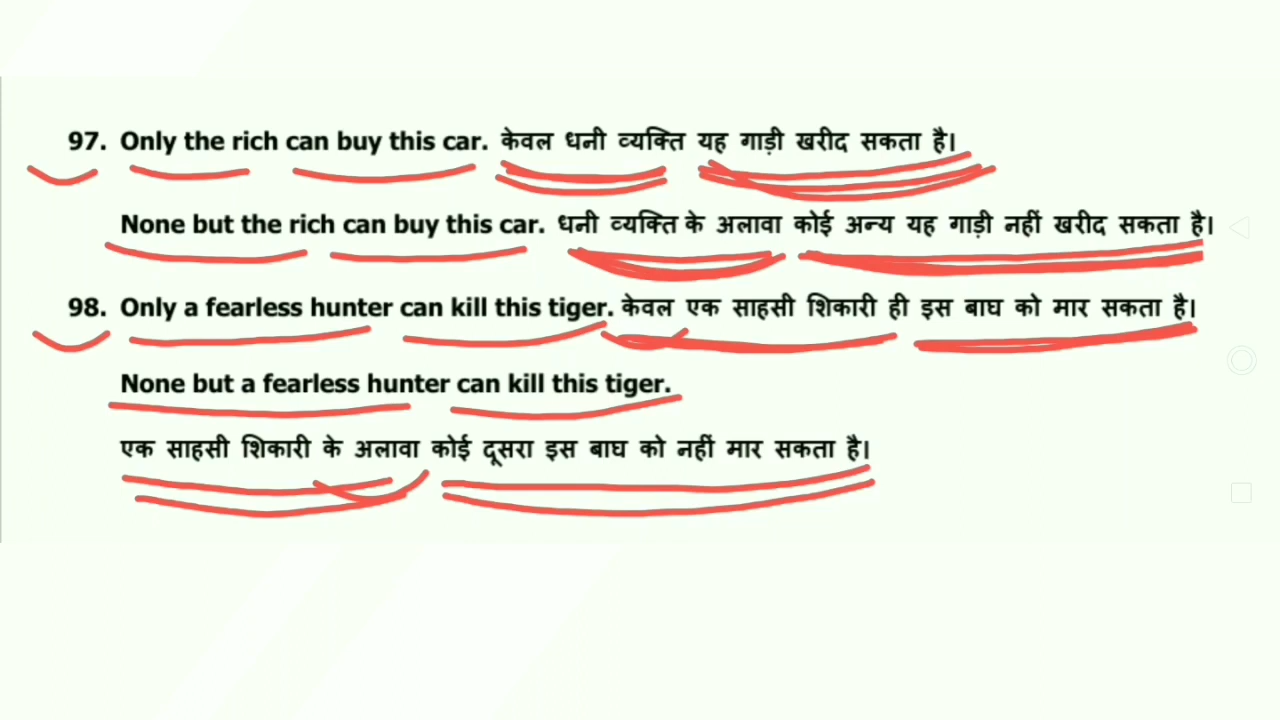 97. Only the rich can buy this car. केवल धनी व्यक्ति यह गाड़ी खरीद सकता है।
None but the rich can buy this car. धनी व्यक्ति के अलावा कोई अन्य यह गाड़ी नहीं खरीद सकता है।
98. Only a fearless hunter can kill this tiger. केवल एक साहसी शिकारी ही इस बाघ को मार सकता है।
None but a fearless hunter can kill this tiger.
एक साहसी शिकारी के अलावा कोई दूसरा इस बाघ को नहीं मार सकता है।